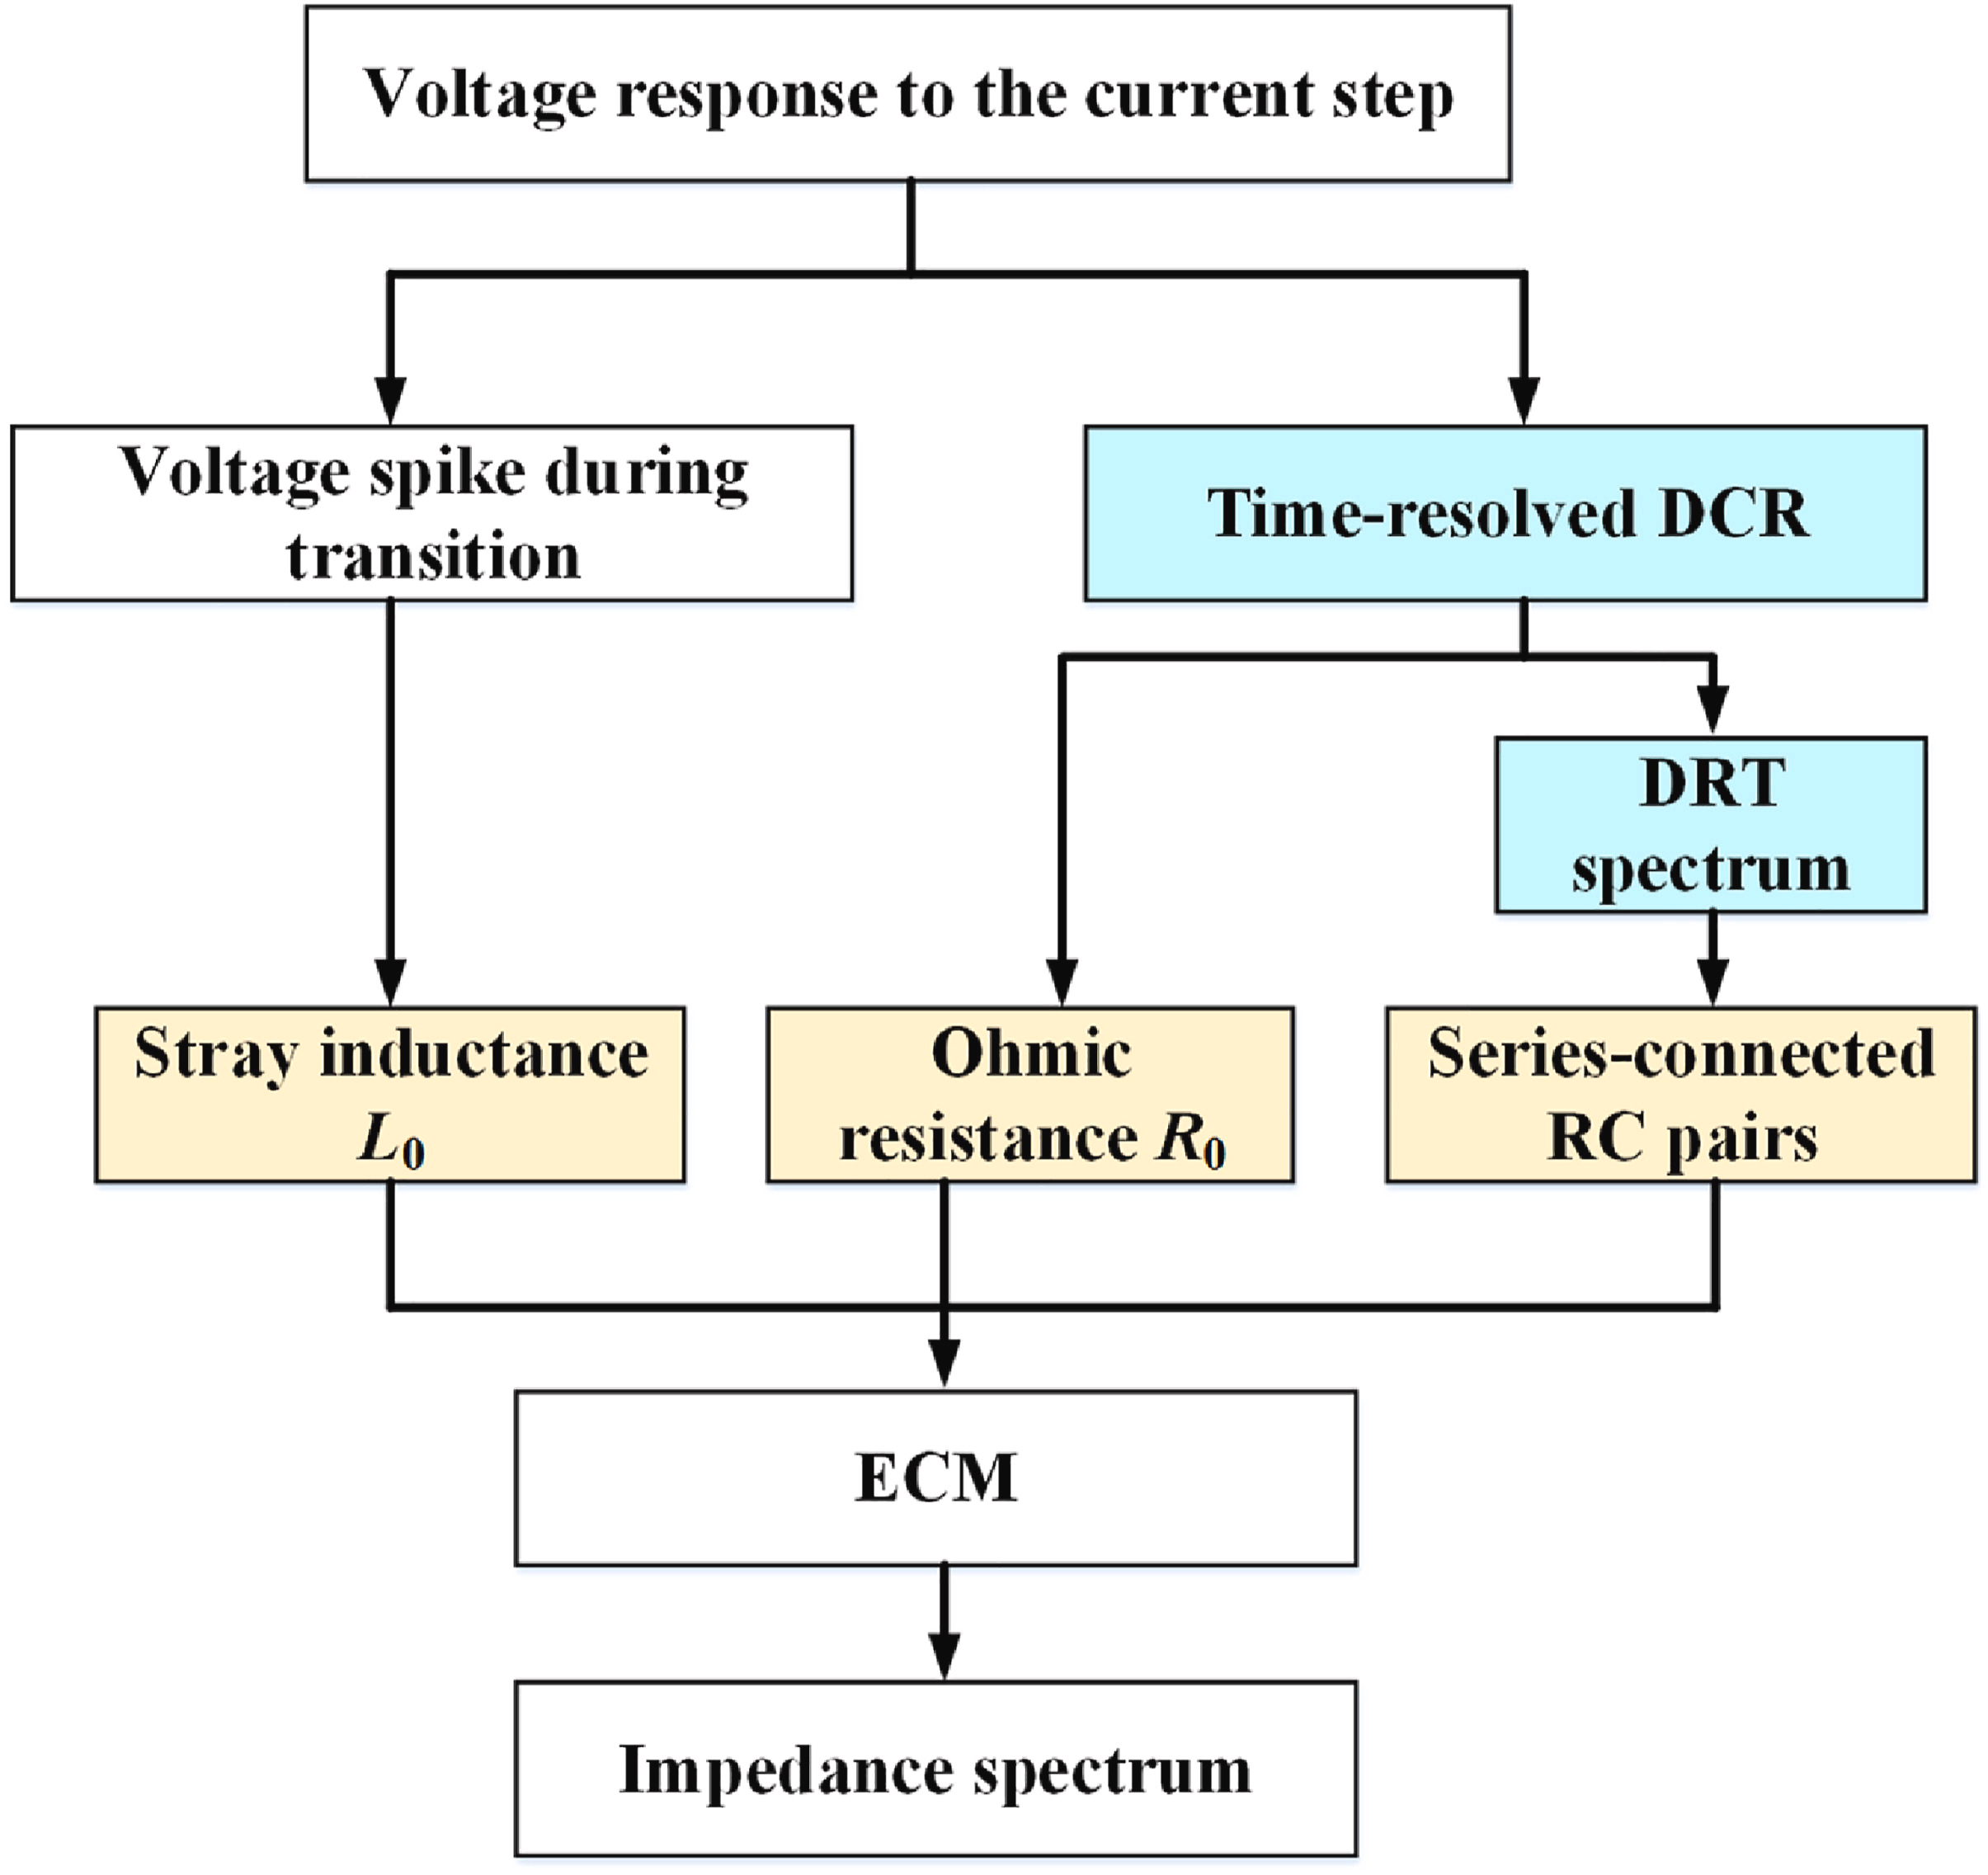 Voltage response to the current step
Voltage spike during
transition
Time-resolved DCR
DRT
spectrum
Stray inductance
L₀
Ohmic
resistance R₀
Series-connected
RC pairs
ECM
Impedance spectrum